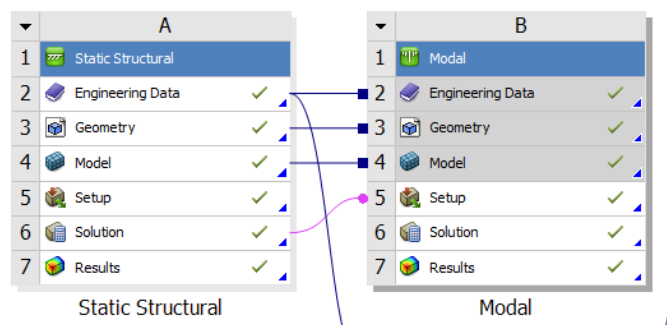 A
1 Static Structural
2 Engineering Data
3 Geometry
4 Model
5 Setup
6 Solution
7 Results
Static Structural
B
1 Modal
2 Engineering Data
3 Geometry
4 Model
5 Setup
6 Solution
7 Results
Modal